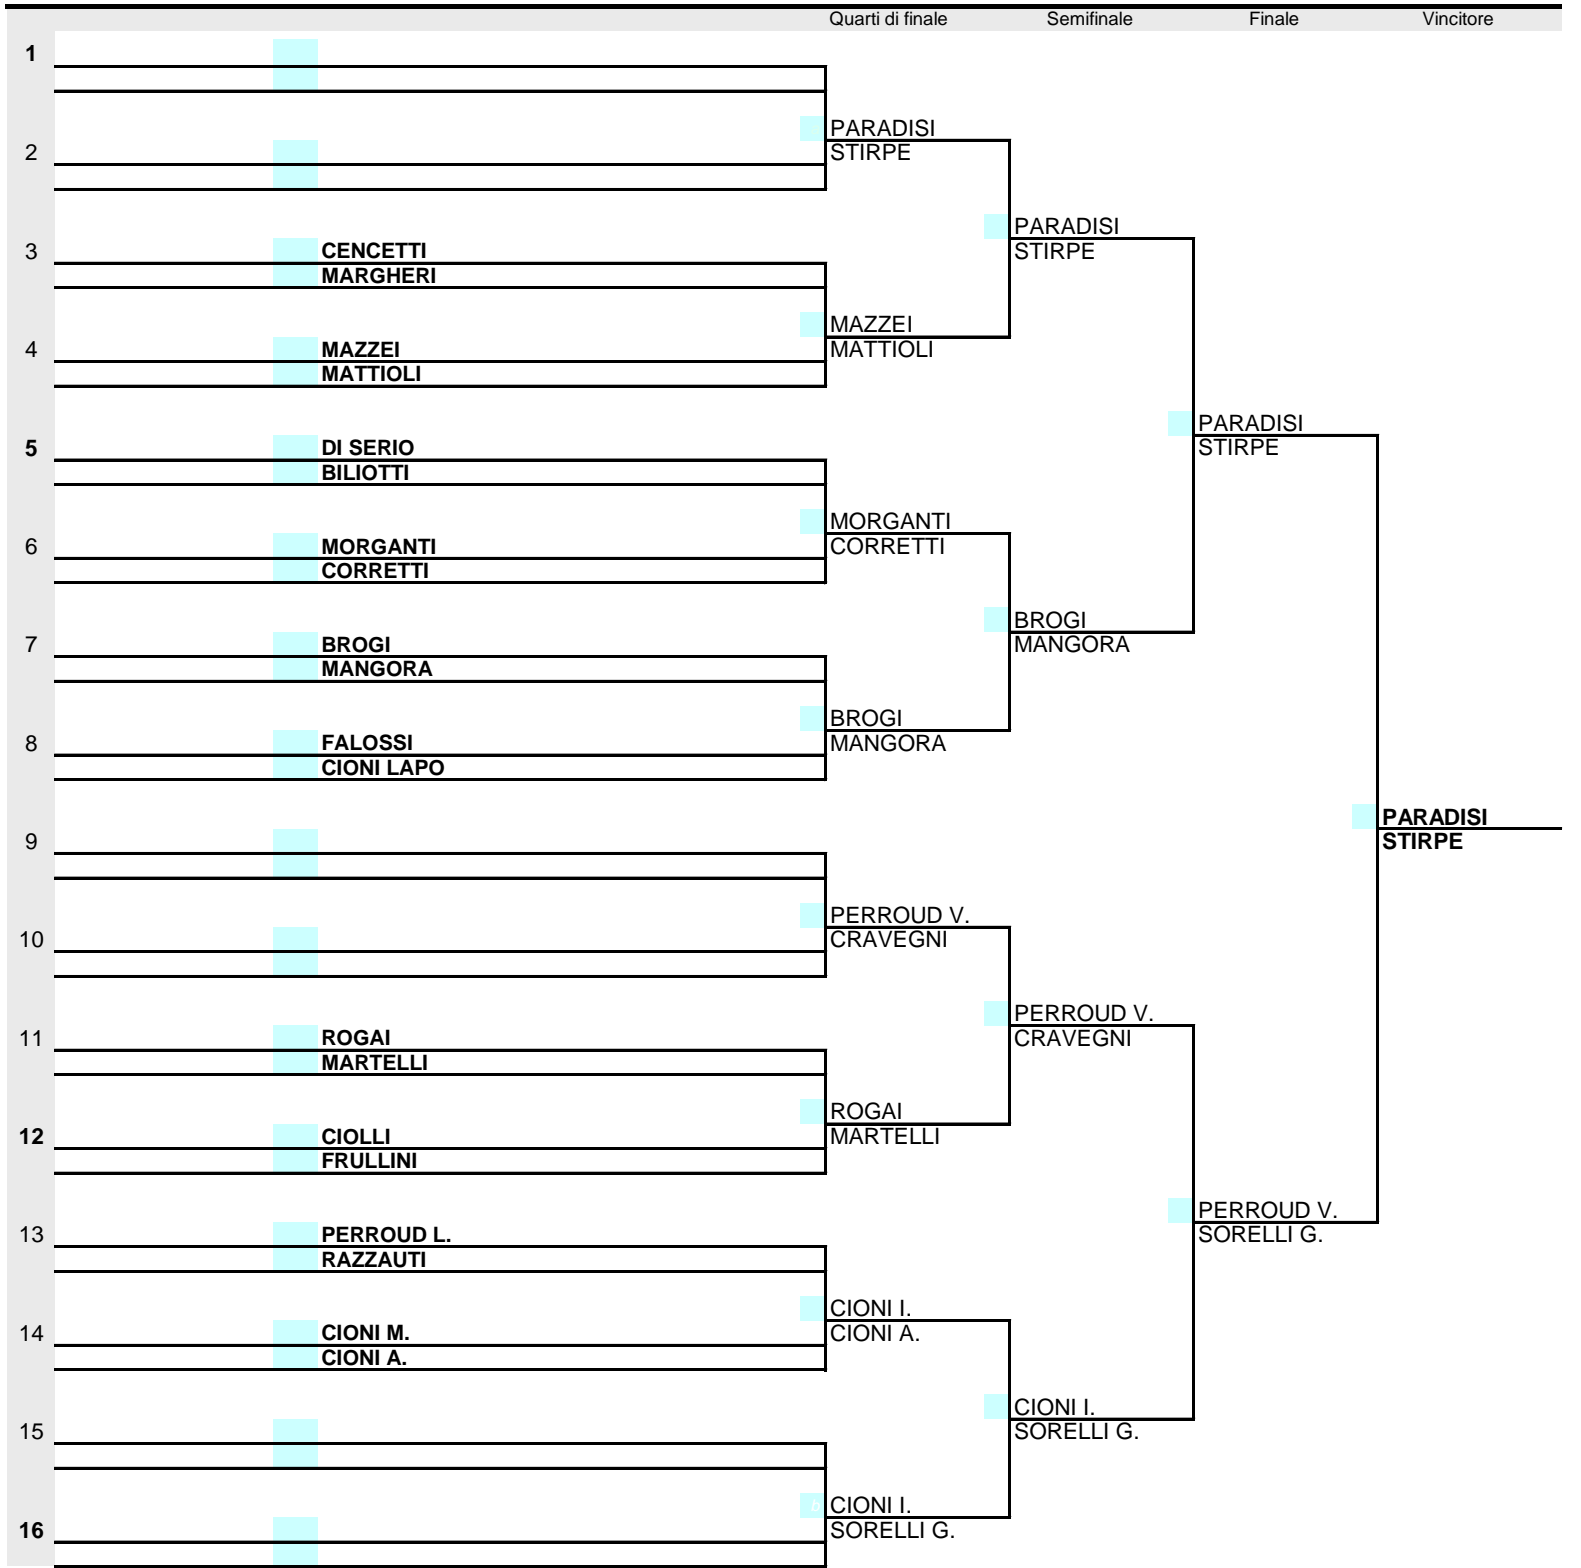 Quarti di finale Semifinale Finale Vincitore
1
PARADISI
2 STIRPE
PARADISI
3 CENCETTI STIRPE
MARGHERI
MAZZEI
4 MAZZEI MATTIOLI
MATTIOLI
PARADISI
5 DI SERIO STIRPE
BILIOTTI
MORGANTI
6 MORGANTI CORRETTI
CORRETTI
BROGI
7 BROGI MANGORA
MANGORA
BROGI
8 FALOSSI MANGORA
CIONI LAPO
PARADISI
9 STIRPE
PERROUD V.
10 CRAVEGNI
PERROUD V.
11 ROGAI CRAVEGNI
MARTELLI
ROGAI
12 CIOLLI MARTELLI
FRULLINI
PERROUD V.
13 PERROUD L. SORELLI G.
RAZZAUTI
CIONI I.
14 CIONI M. CIONI A.
CIONI A.
CIONI I.
15 SORELLI G.
CIONI I.
16 SORELLI G.